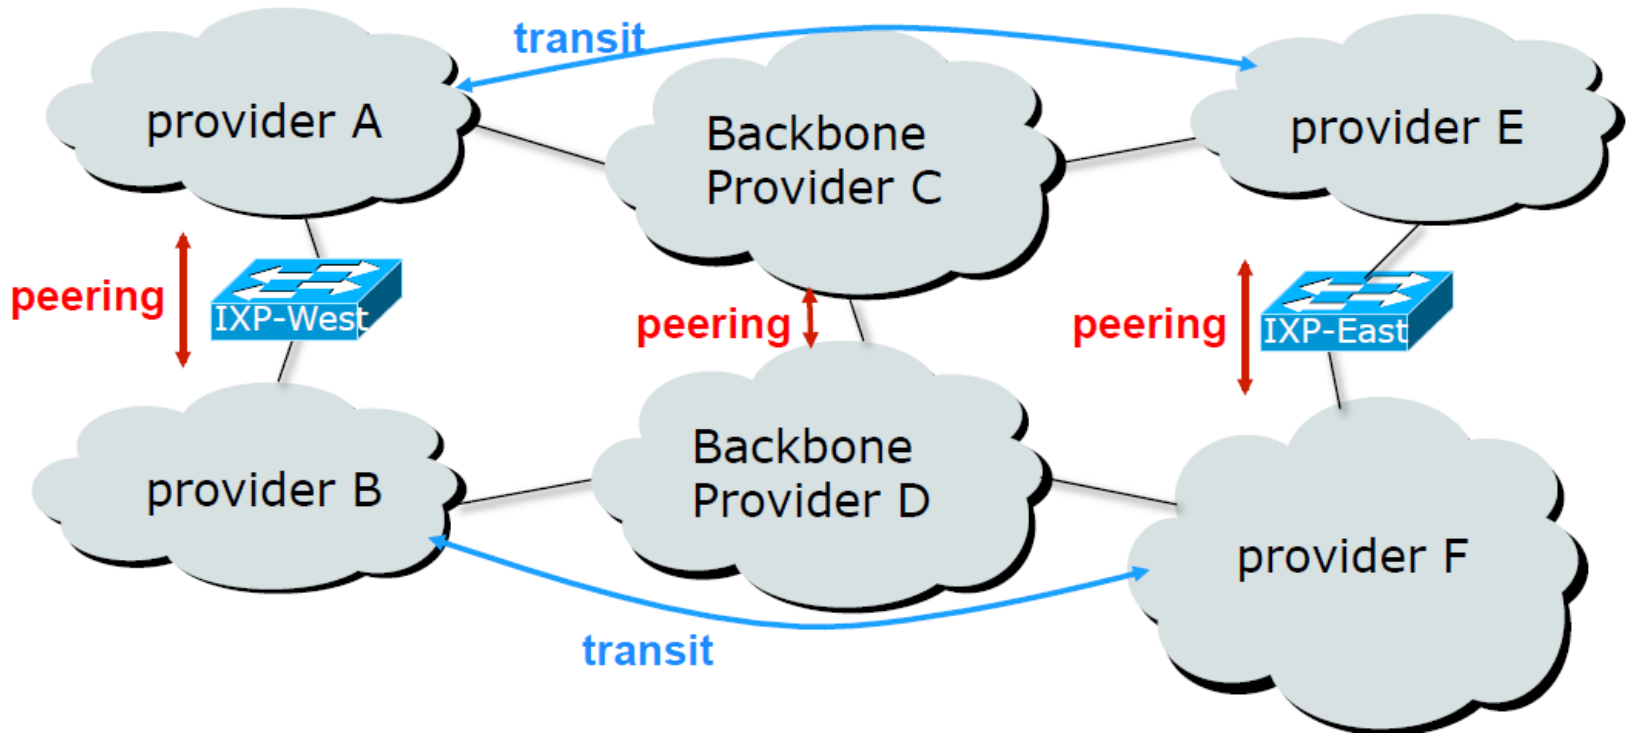 transit
provider A
Backbone
Provider C
provider E
peering
IXP-West
peering
peering
IXP-East
provider B
Backbone
Provider D
provider F
transit